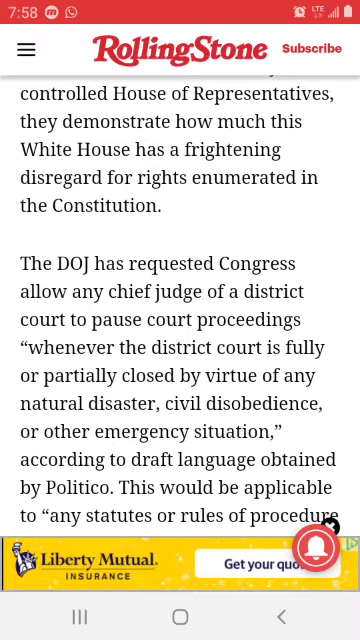 7:58
LTE
RollingStone
Subscribe
controlled House of Representatives,
they demonstrate how much this
White House has a frightening
disregard for rights enumerated in
the Constitution.
The DOJ has requested Congress
allow any chief judge of a district
court to pause court proceedings
“whenever the district court is fully
or partially closed by virtue of any
natural disaster, civil disobedience,
or other emergency situation,”
according to draft language obtained
by Politico. This would be applicable
to “any statutes or rules of procedure
Liberty Mutual.
INSURANCE
Get your